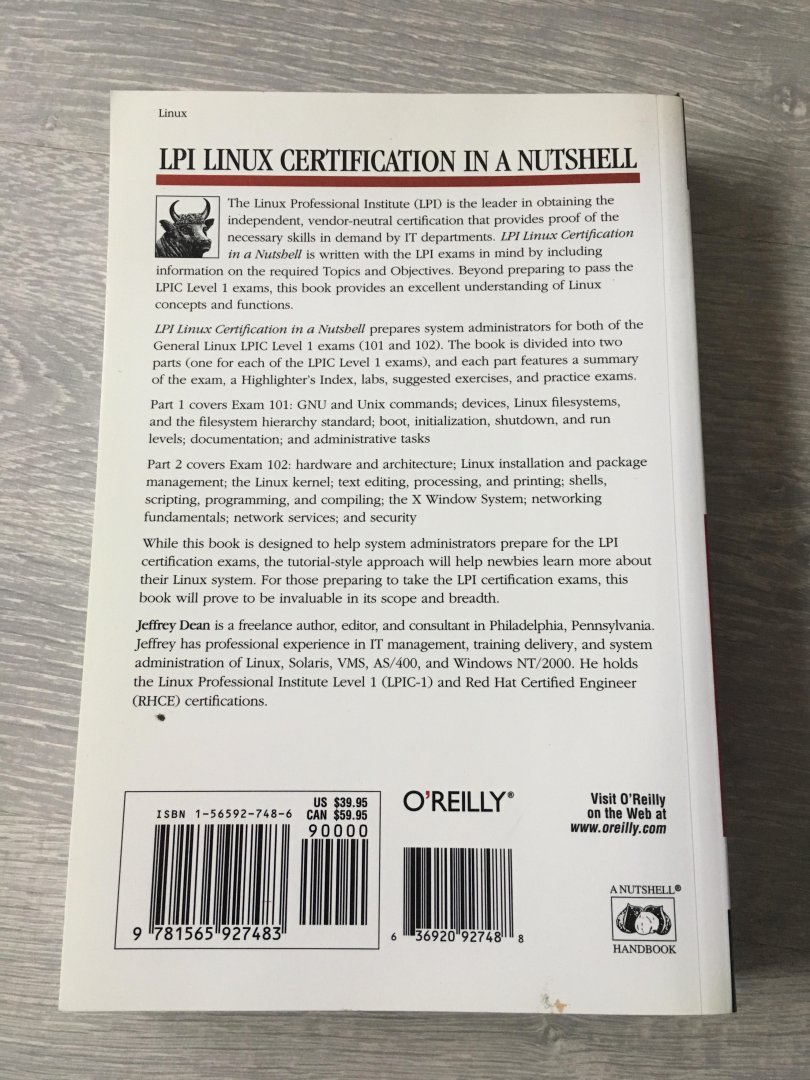 Linux
LPI LINUX CERTIFICATION IN A NUTSHELL
The Linux Professional Institute (LPI) is the leader in obtaining the
independent, vendor-neutral certification that provides proof of the
necessary skills in demand by IT departments. LPI Linux Certification
in a Nutshell is written with the LPI exams in mind by including
information on the required Topics and Objectives. Beyond preparing to pass the
LPIC Level 1 exams, this book provides an excellent understanding of Linux
concepts and functions.
LPI Linux Certification in a Nutshell prepares system administrators for both of the
General Linux LPIC Level 1 exams (101 and 102). The book is divided into two
parts (one for each of the LPIC Level 1 exams), and each part features a summary
of the exam, a Highlighter's Index, labs, suggested exercises, and practice exams.
Part 1 covers Exam 101: GNU and Unix commands; devices, Linux filesystems,
and the filesystem hierarchy standard; boot, initialization, shutdown, and run
levels; documentation; and administrative tasks
Part 2 covers Exam 102: hardware and architecture; Linux installation and package
management; the Linux kernel; text editing, processing, and printing; shells,
scripting, programming, and compiling; the X Window System; networking
fundamentals; network services; and security
While this book is designed to help system administrators prepare for the LPI
certification exams, the tutorial-style approach will help newbies learn more about
their Linux system. For those preparing to take the LPI certification exams, this
book will prove to be invaluable in its scope and breadth.
Jeffrey Dean is a freelance author, editor, and consultant in Philadelphia, Pennsylvania.
Jeffrey has professional experience in IT management, training delivery, and system
administration of Linux, Solaris, VMS, AS/400, and Windows NT/2000. He holds
the Linux Professional Institute Level 1 (LPIC-1) and Red Hat Certified Engineer
(RHCE) certifications.
US $39.95
CAN $59.95
ISBN 1-56592-748-6
90000
9 781565 927483
O'REILLY®
6 36920 92748 8
Visit O'Reilly
on the Web at
www.oreilly.com
A NUTSHELL®
HANDBOOK